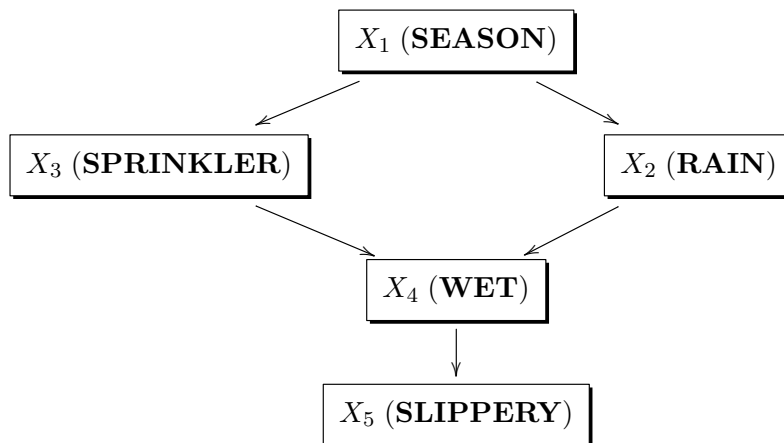 X₁ (SEASON)
X₃ (SPRINKLER)
X₂ (RAIN)
X₄ (WET)
X₅ (SLIPPERY)